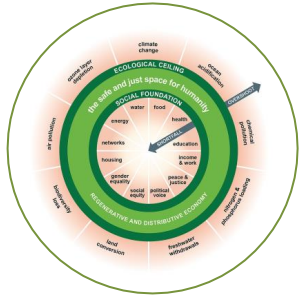 climate
change
ocean
acidification
chemical
pollution
nitrogen &
phosphorus loading
freshwater
withdrawals
land
conversion
biodiversity
loss
air pollution
ozone layer
depletion
ECOLOGICAL CEILING
the safe and just space for humanity
SOCIAL FOUNDATION
OVERSHOOT
SHORTFALL
water
food
health
education
income
& work
peace &
justice
political
voice
social
equity
gender
equality
housing
networks
energy
REGENERATIVE AND DISTRIBUTIVE ECONOMY